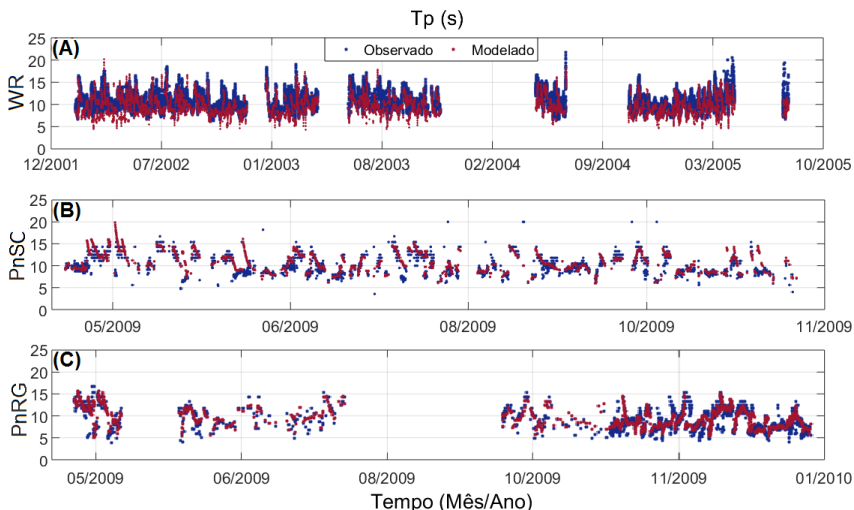 Tp (s)
(A)
Observado Modelado
WR
25
20
15
10
5
0
12/2001 07/2002 01/2003 08/2003 02/2004 09/2004 03/2005 10/2005
(B)
PnSC
25
20
15
10
5
0
05/2009 06/2009 08/2009 10/2009 11/2009
(C)
PnRG
25
20
15
10
5
0
05/2009 06/2009 08/2009 10/2009 11/2009 01/2010
Tempo (Mês/Ano)